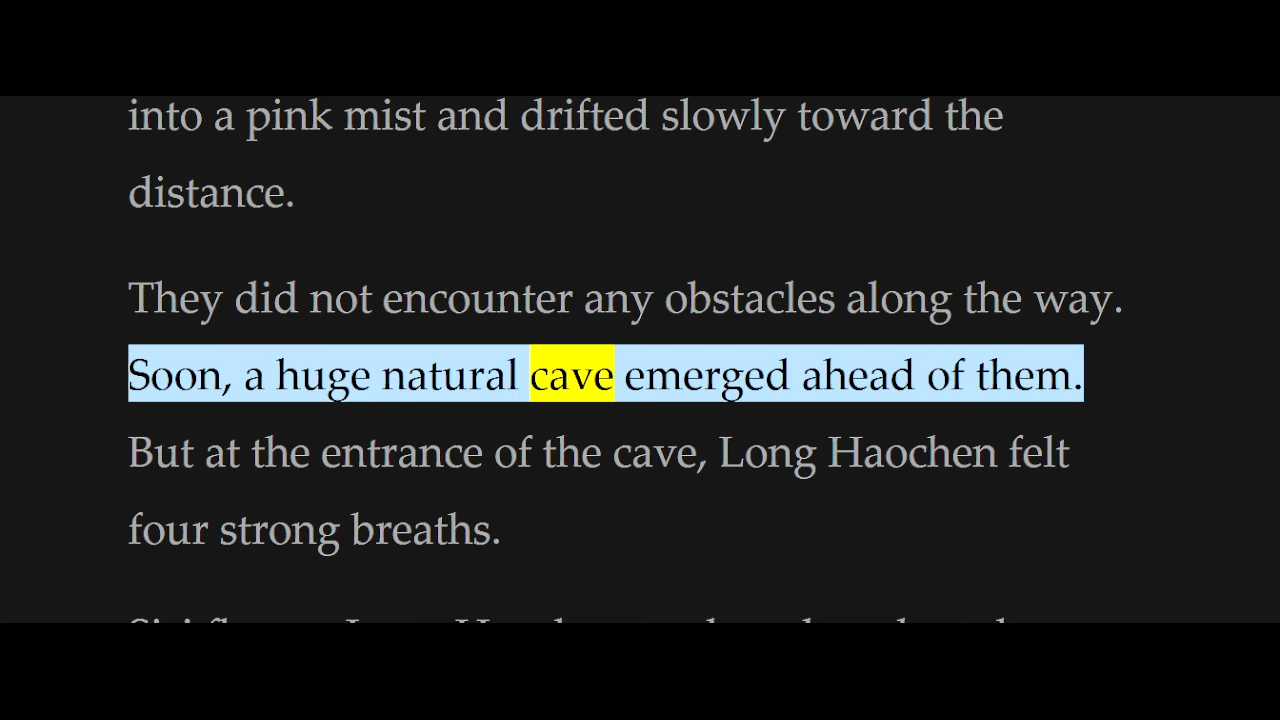 into a pink mist and drifted slowly toward the
distance.
They did not encounter any obstacles along the way.
Soon, a huge natural cave emerged ahead of them.
But at the entrance of the cave, Long Haochen felt
four strong breaths.